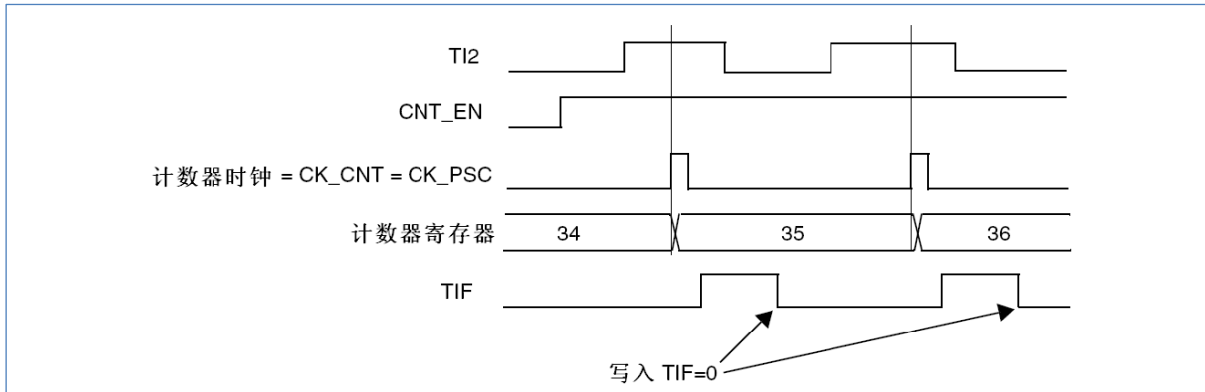 TI2
CNT_EN
计数器时钟 = CK_CNT = CK_PSC
计数器寄存器
34
35
36
TIF
写入 TIF=0